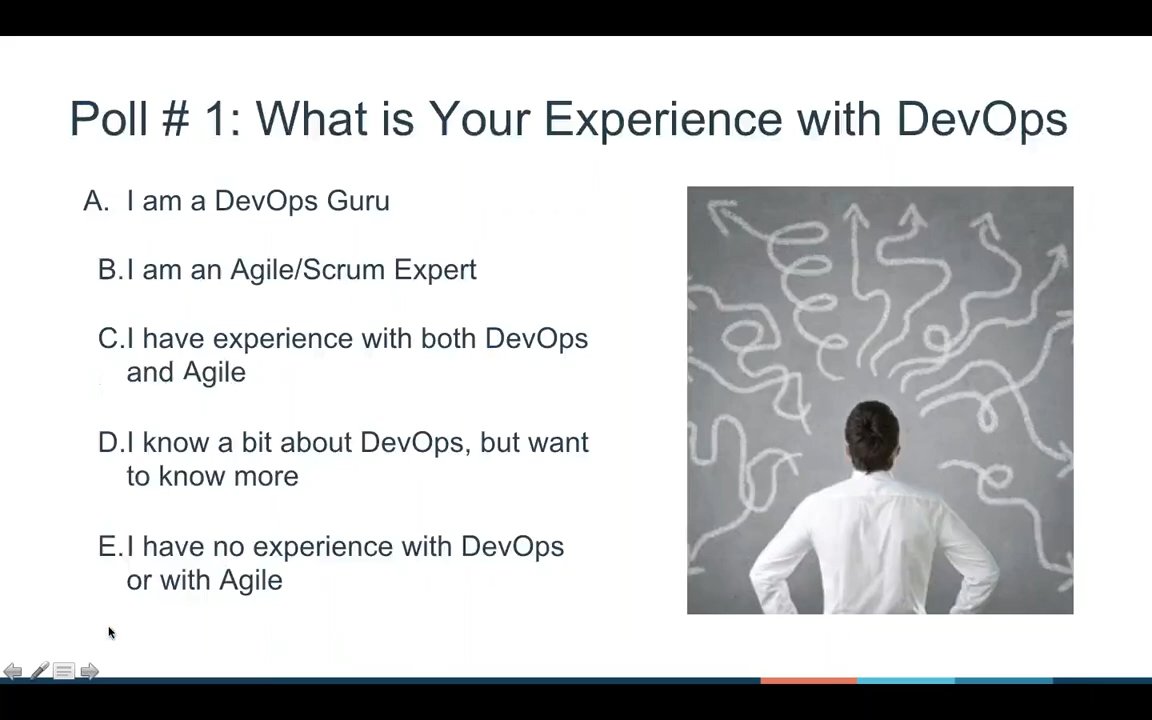 Poll # 1: What is Your Experience with DevOps
A. I am a DevOps Guru
B. I am an Agile/Scrum Expert
C. I have experience with both DevOps
and Agile
D. I know a bit about DevOps, but want
to know more
E. I have no experience with DevOps
or with Agile